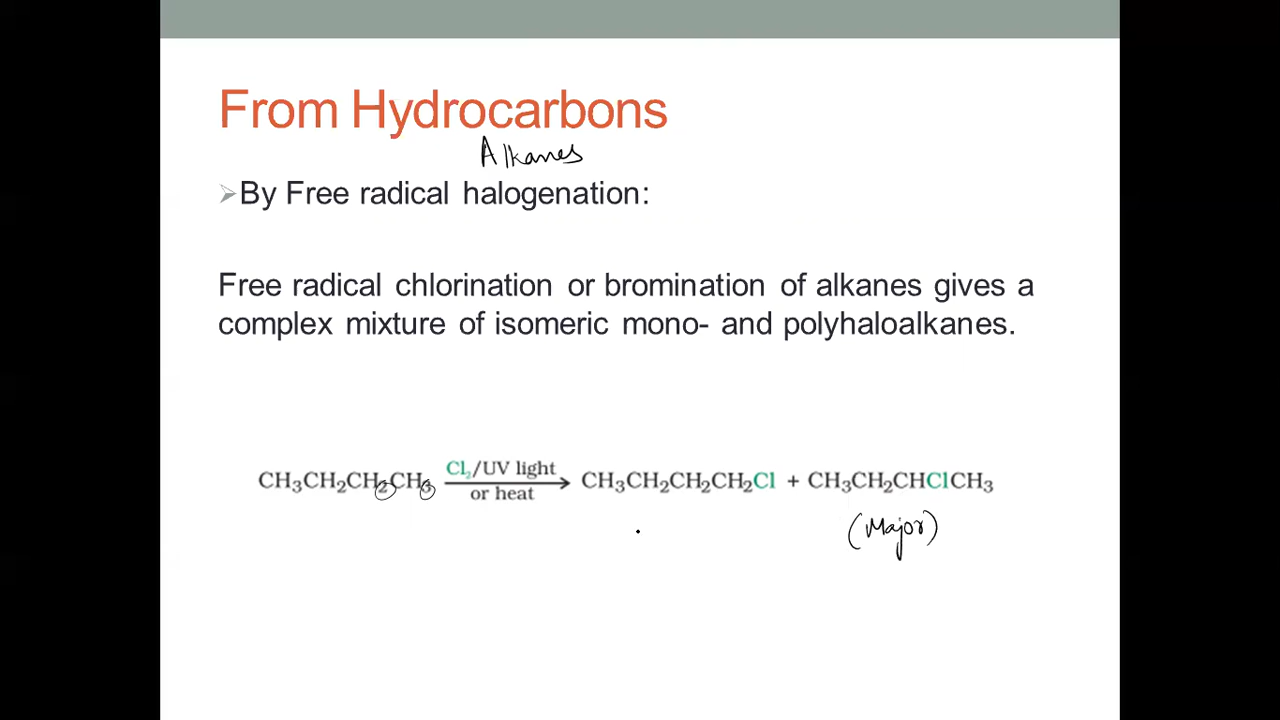 From Hydrocarbons
Alkanes
➢By Free radical halogenation:
Free radical chlorination or bromination of alkanes gives a
complex mixture of isomeric mono- and polyhaloalkanes.
CH₃CH₂CH₂CH₃ Cl₂/UV light or heat CH₃CH₂CH₂CH₂Cl + CH₃CH₂CHClCH₃
(Major)